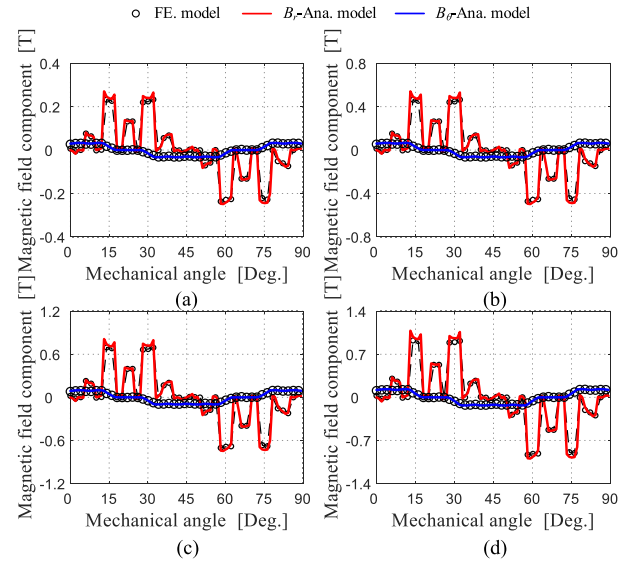 FE. model Br-Ana. model Bθ-Ana. model
Magnetic field component [T]
0.4
0.2
0
-0.2
-0.4
0 15 30 45 60 75 90
Mechanical angle [Deg.]
(a)
Magnetic field component [T]
0.8
0.4
0
-0.4
-0.8
0 15 30 45 60 75 90
Mechanical angle [Deg.]
(b)
Magnetic field component [T]
1.2
0.6
0
-0.6
-1.2
0 15 30 45 60 75 90
Mechanical angle [Deg.]
(c)
Magnetic field component [T]
1.4
0.7
0
-0.7
-1.4
0 15 30 45 60 75 90
Mechanical angle [Deg.]
(d)